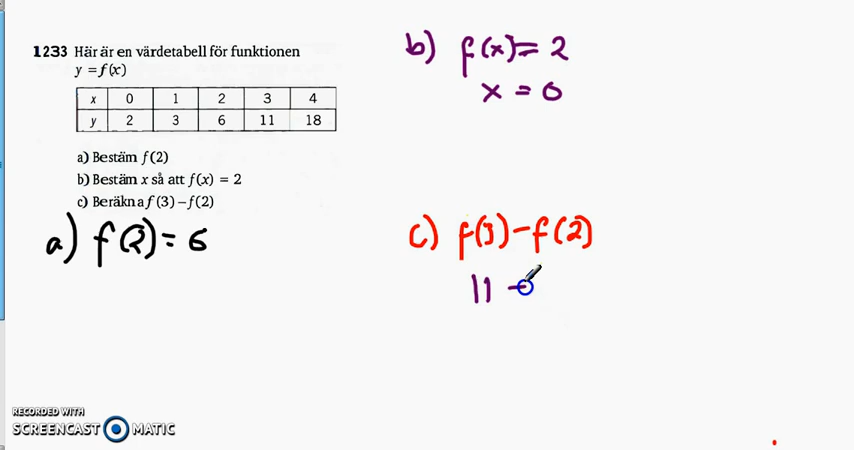 1233 Här är en värdetabell för funktionen
y = f(x)
x 0 1 2 3 4
y 2 3 6 11 18
a) Bestäm f(2)
b) Bestäm x så att f(x) = 2
c) Beräkna f(3) – f(2)
a) f(2) = 6
b) f(x) = 2
x = 0
c) f(3) - f(2)
11 -
RECORDED WITH
SCREENCAST MATIC